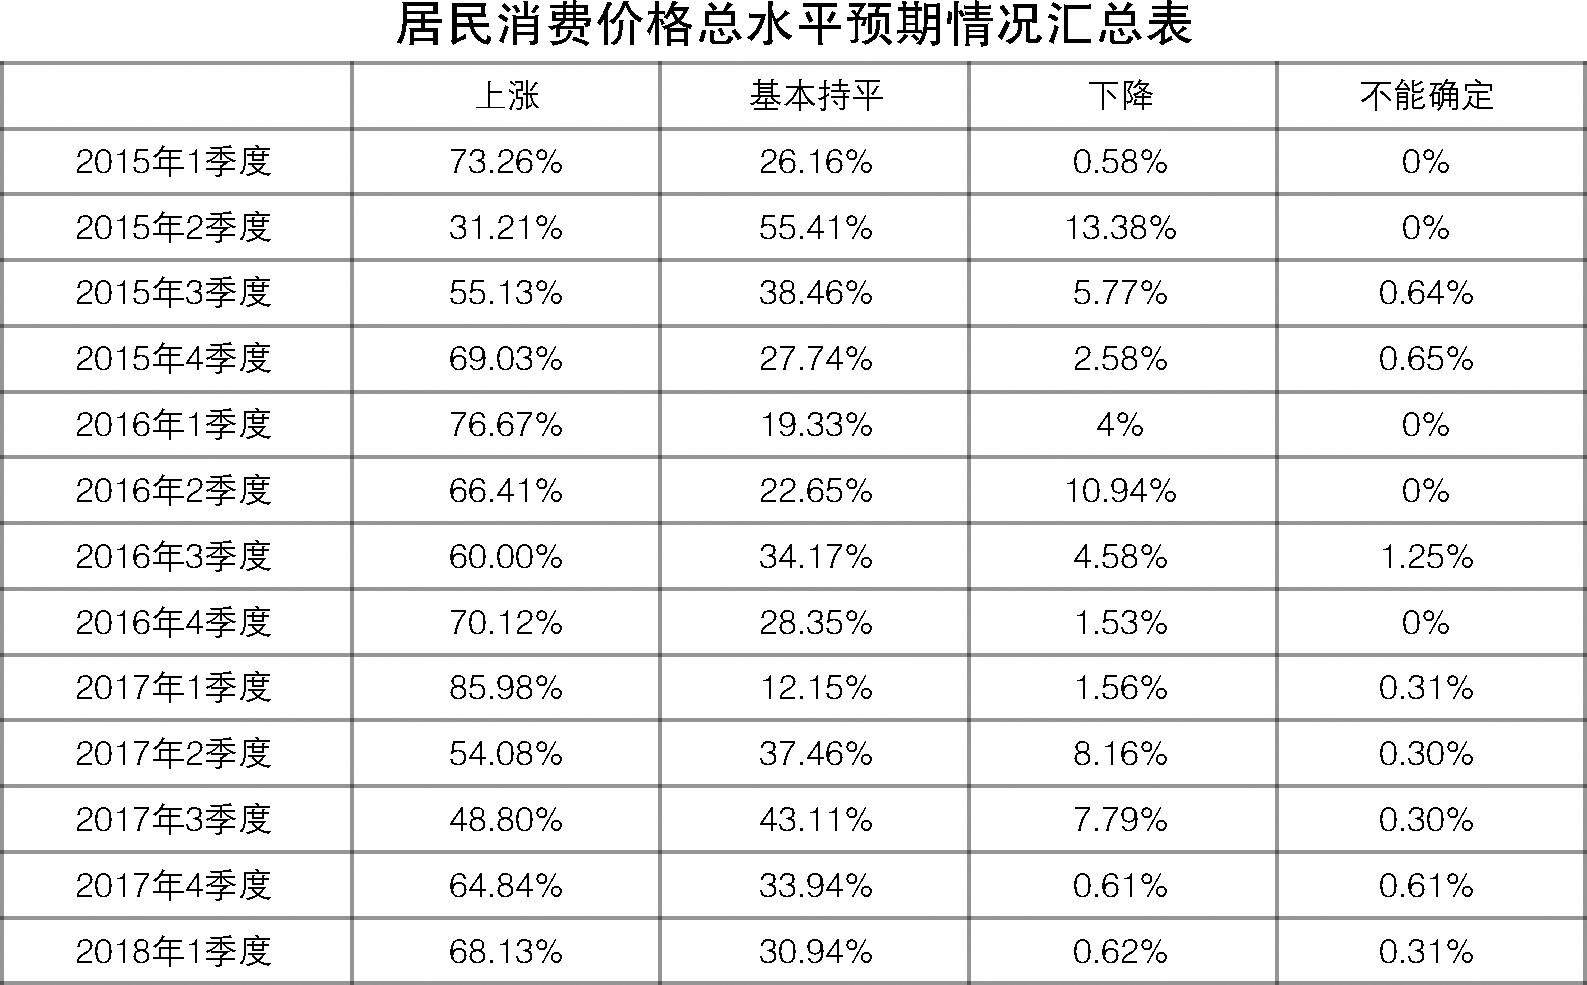 居民消费价格总水平预期情况汇总表
上涨 基本持平 下降 不能确定
2015年1季度 73.26% 26.16% 0.58% 0%
2015年2季度 31.21% 55.41% 13.38% 0%
2015年3季度 55.13% 38.46% 5.77% 0.64%
2015年4季度 69.03% 27.74% 2.58% 0.65%
2016年1季度 76.67% 19.33% 4% 0%
2016年2季度 66.41% 22.65% 10.94% 0%
2016年3季度 60.00% 34.17% 4.58% 1.25%
2016年4季度 70.12% 28.35% 1.53% 0%
2017年1季度 85.98% 12.15% 1.56% 0.31%
2017年2季度 54.08% 37.46% 8.16% 0.30%
2017年3季度 48.80% 43.11% 7.79% 0.30%
2017年4季度 64.84% 33.94% 0.61% 0.61%
2018年1季度 68.13% 30.94% 0.62% 0.31%